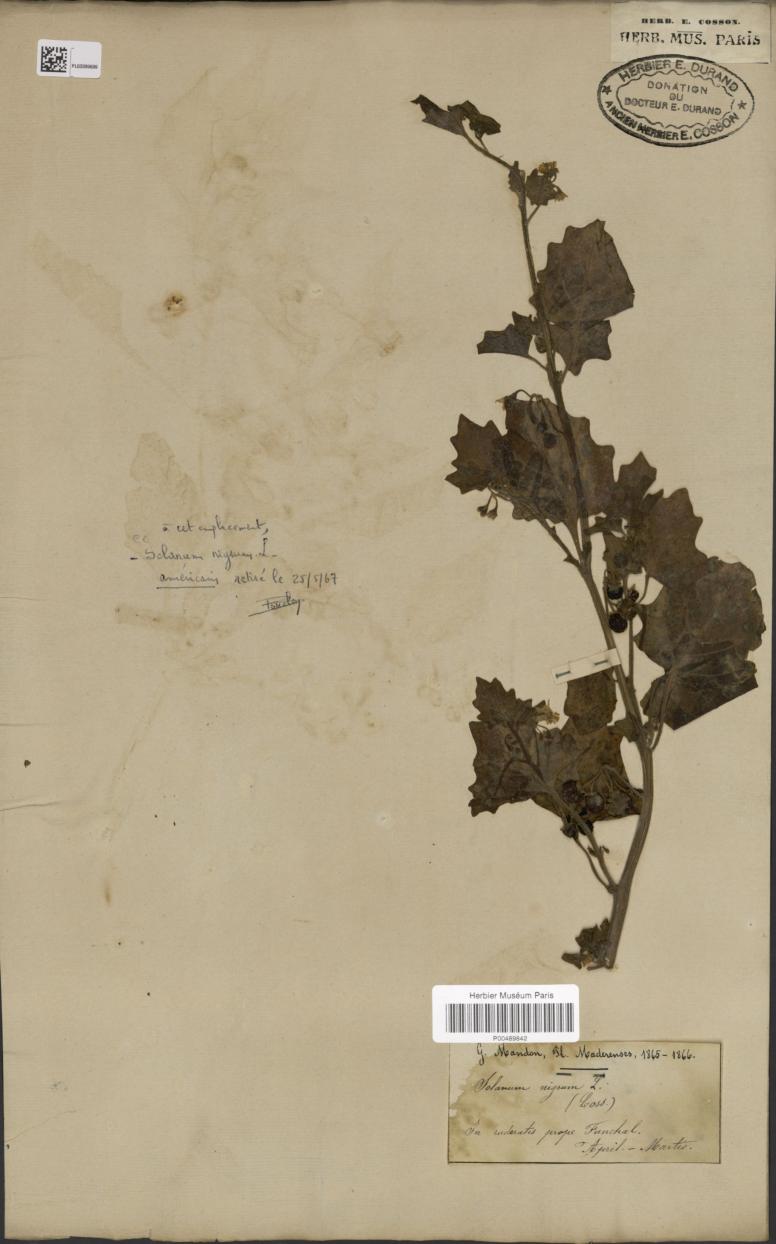 HERB. E. COSSON.
HERB. MUS. PARIS
HERBIER E. DURAND
DONATION
DU
DOCTEUR E. DURAND
ANCIEN HERBIER E. COSSON
à cet emplacement,
- Solanum nigrum L -
américain retiré le 25/5/67
Herbier Muséum Paris
P00489842
G. Mandon, Pl. Maderenses, 1865-1866.
Solanum nigrum L.
(Coss.)
In ruderatis prope Funchal.
April. - Martio.